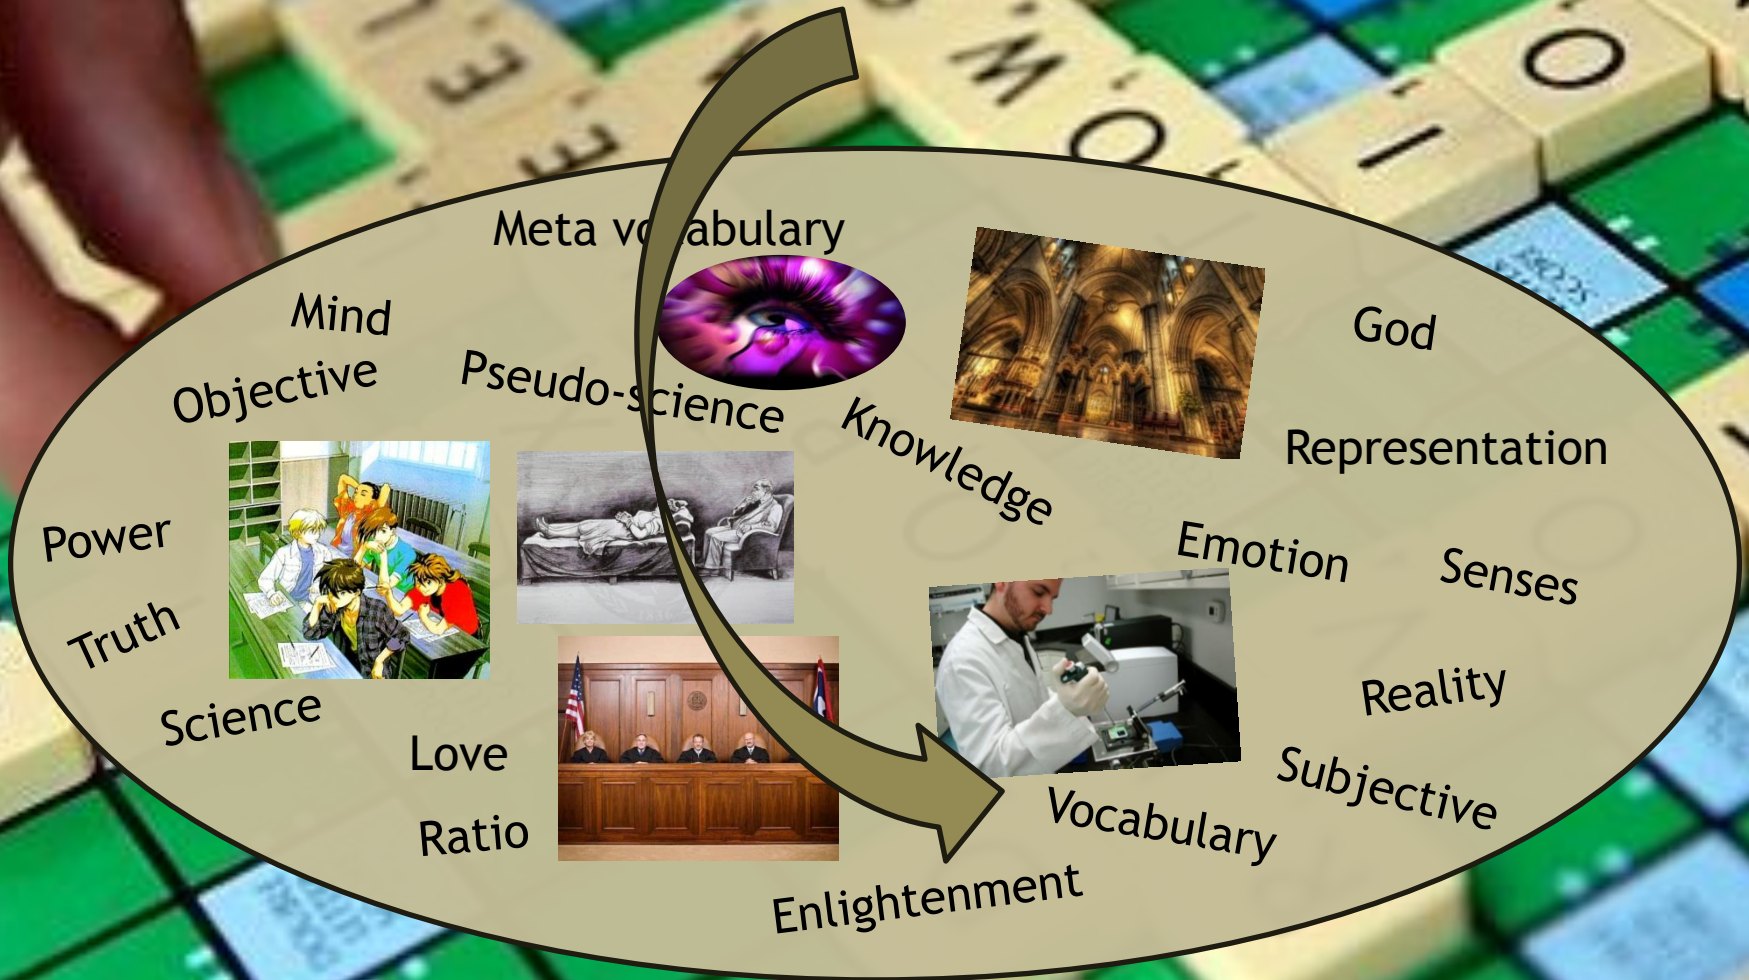 Meta vocabulary
Mind
God
Objective
Pseudo-science
Knowledge
Representation
Power
Emotion
Senses
Truth
Science
Reality
Love
Subjective
Ratio
Vocabulary
Enlightenment
E
E
W
O
I
O